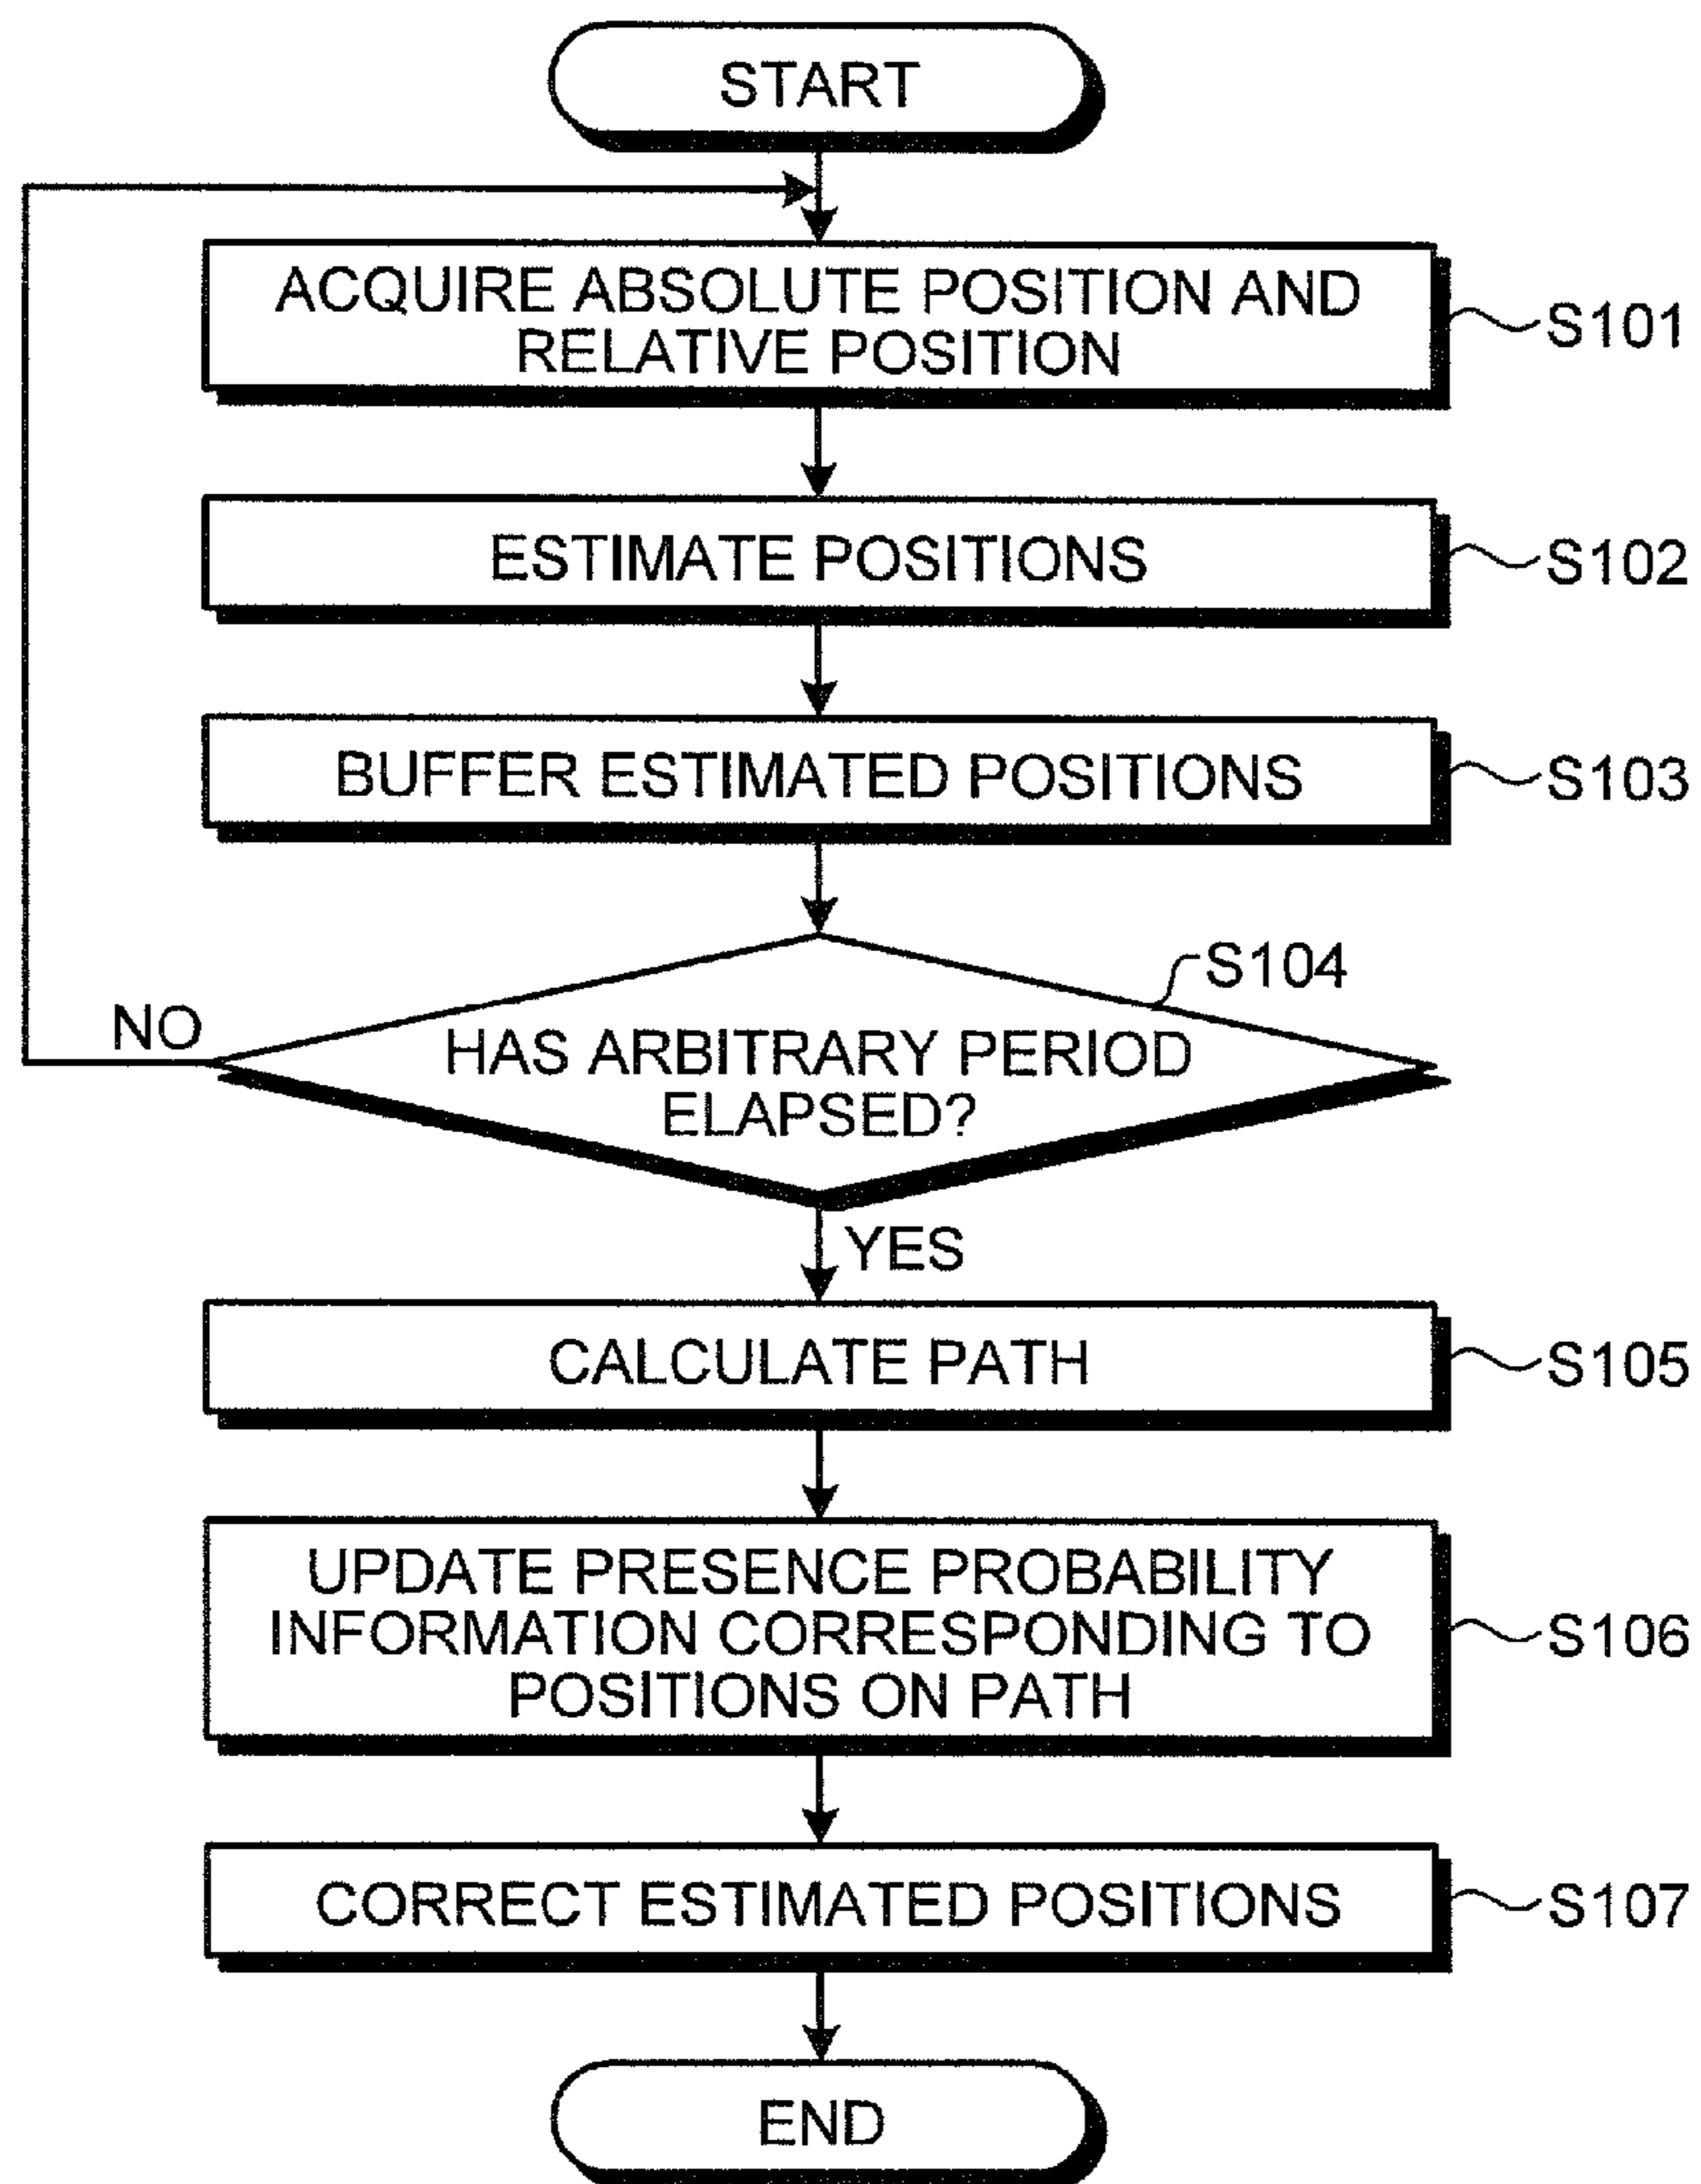 START
ACQUIRE ABSOLUTE POSITION AND
RELATIVE POSITION
S101
ESTIMATE POSITIONS
S102
BUFFER ESTIMATED POSITIONS
S103
S104
NO
HAS ARBITRARY PERIOD
ELAPSED?
YES
CALCULATE PATH
S105
UPDATE PRESENCE PROBABILITY
INFORMATION CORRESPONDING TO
POSITIONS ON PATH
S106
CORRECT ESTIMATED POSITIONS
S107
END